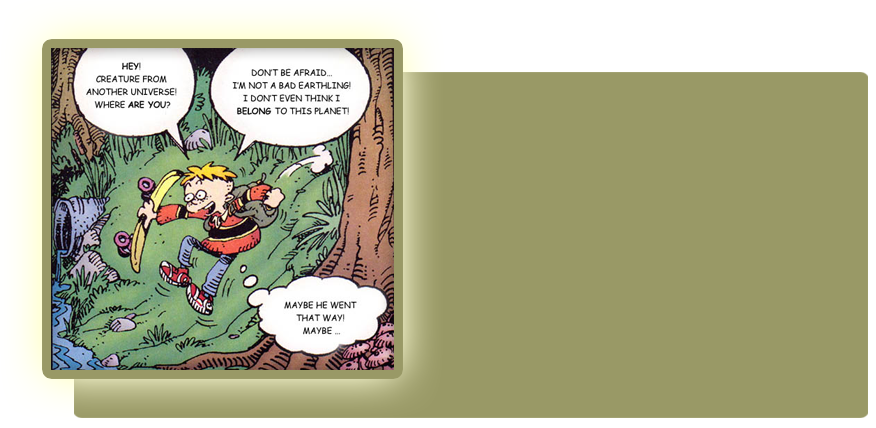 HEY!
CREATURE FROM
ANOTHER UNIVERSE!
WHERE ARE YOU?
DON'T BE AFRAID...
I'M NOT A BAD EARTHLING!
I DON'T EVEN THINK I
BELONG TO THIS PLANET!
MAYBE HE WENT
THAT WAY!
MAYBE ...